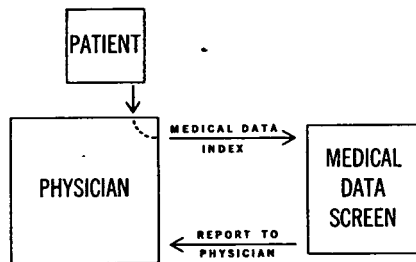 PATIENT
MEDICAL DATA
INDEX
PHYSICIAN
MEDICAL
DATA
SCREEN
REPORT TO
PHYSICIAN